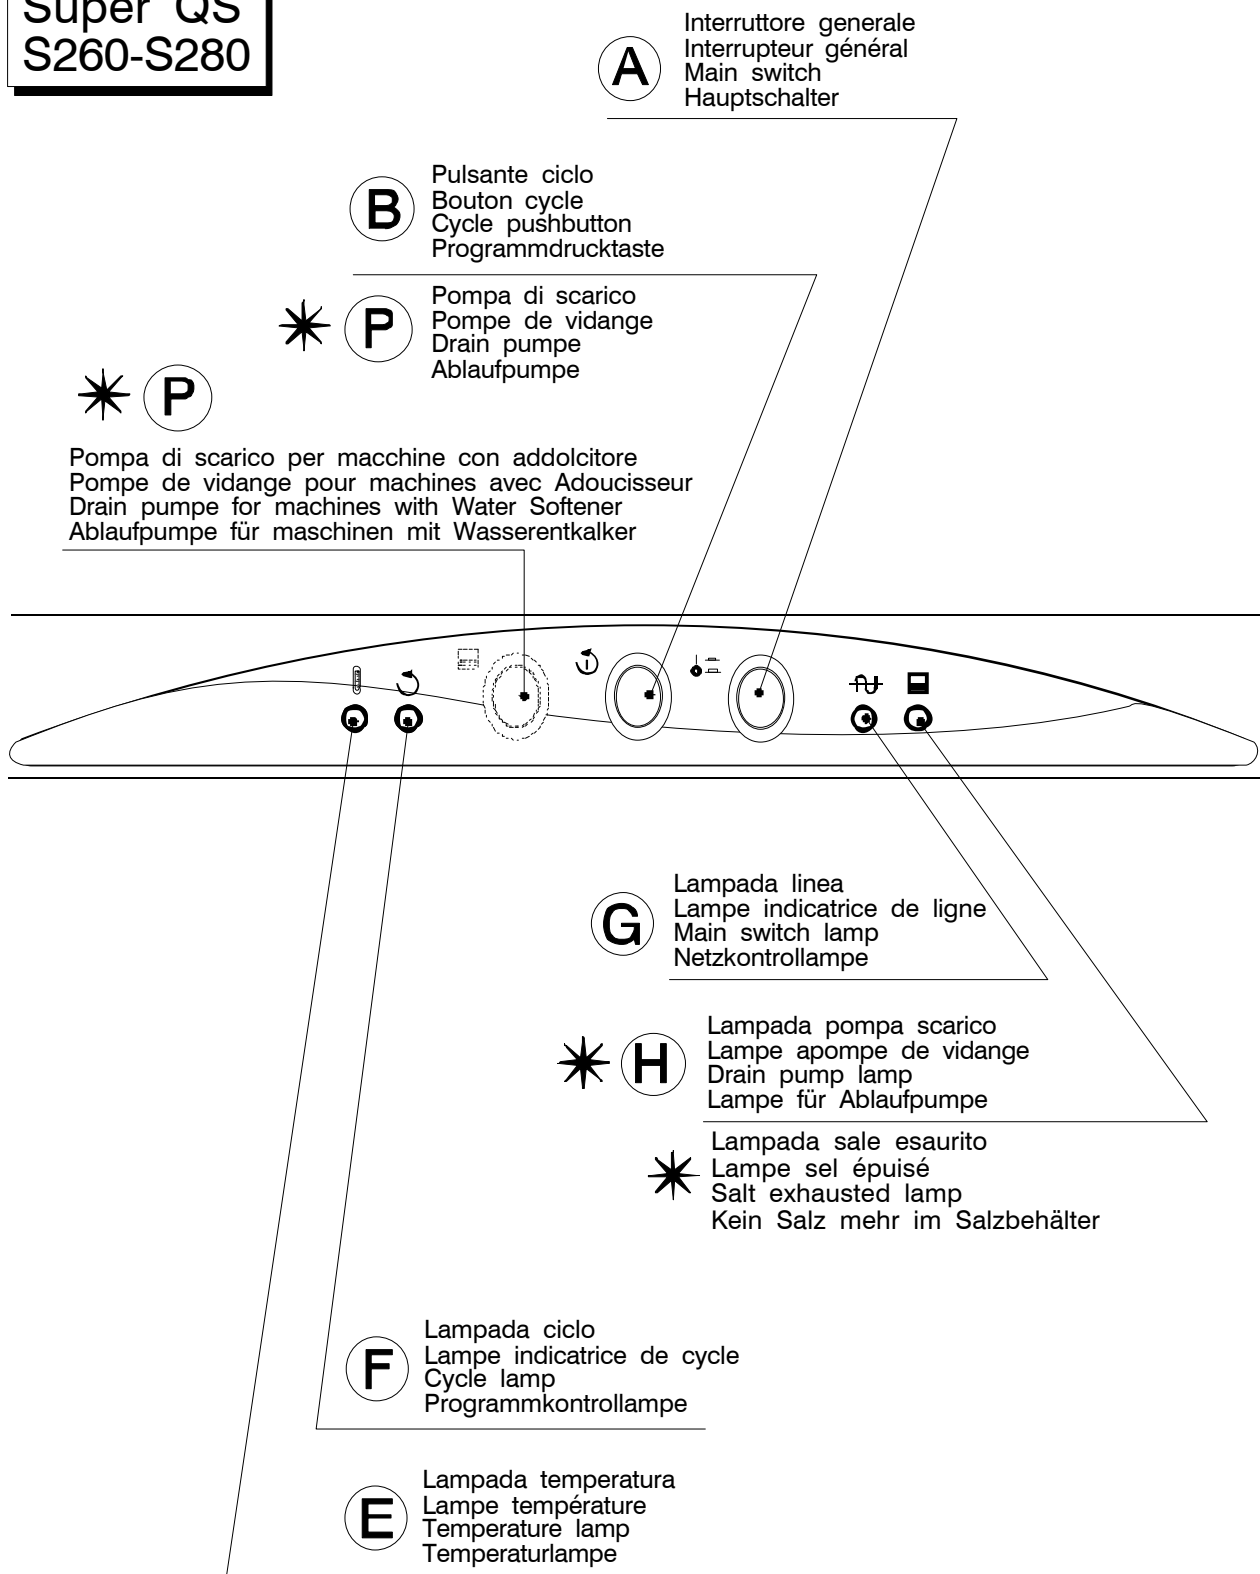 Super QS
S260-S280
A
Interruttore generale
Interrupteur général
Main switch
Hauptschalter
B
Pulsante ciclo
Bouton cycle
Cycle pushbutton
Programmdrucktaste
P
Pompa di scarico
Pompe de vidange
Drain pumpe
Ablaufpumpe
P
Pompa di scarico per macchine con addolcitore
Pompe de vidange pour machines avec Adoucisseur
Drain pumpe for machines with Water Softener
Ablaufpumpe für maschinen mit Wasserentkalker
G
Lampada linea
Lampe indicatrice de ligne
Main switch lamp
Netzkontrollampe
H
Lampada pompa scarico
Lampe apompe de vidange
Drain pump lamp
Lampe für Ablaufpumpe
Lampada sale esaurito
Lampe sel épuisé
Salt exhausted lamp
Kein Salz mehr im Salzbehälter
F
Lampada ciclo
Lampe indicatrice de cycle
Cycle lamp
Programmkontrollampe
E
Lampada temperatura
Lampe température
Temperature lamp
Temperaturlampe